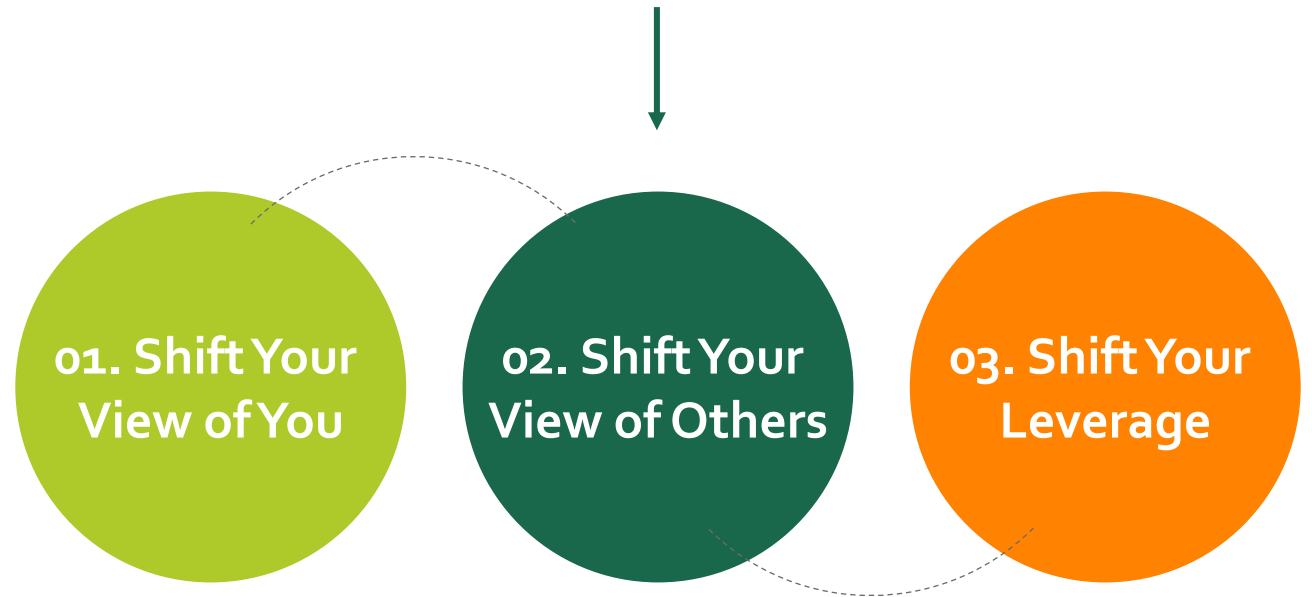 01. Shift Your
View of You
02. Shift Your
View of Others
03. Shift Your
Leverage